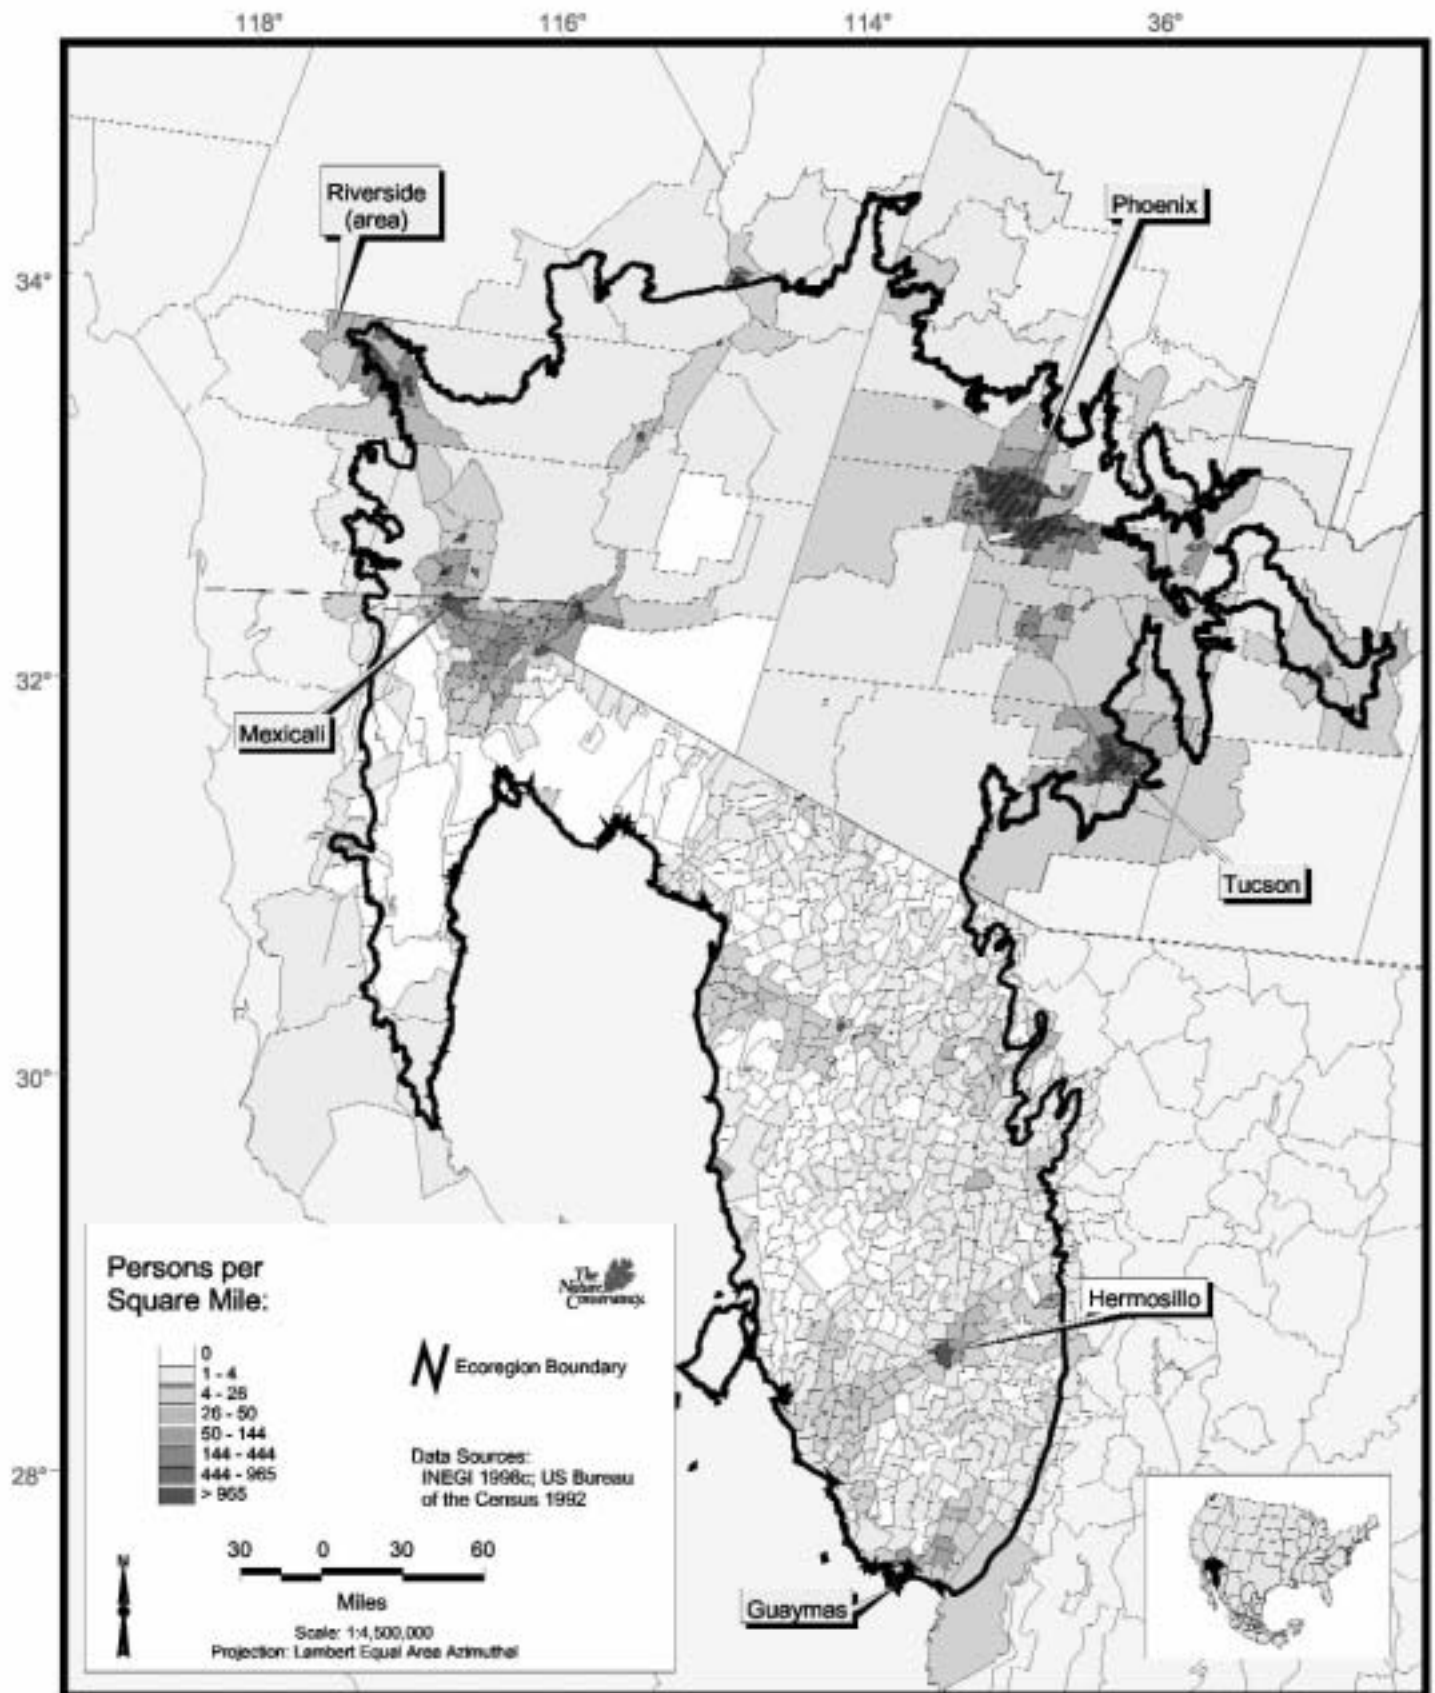 118° 116° 114° 36°
Riverside
(area)
Phoenix
34°
32°
Mexicali
Tucson
30°
Hermosillo
28°
Guaymas
Persons per
Square Mile:
The
Nature
Conservancy
0
1 - 4
4 - 26
26 - 50
50 - 144
144 - 444
444 - 965
> 965
Ecoregion Boundary
Data Sources:
INEGI 1998c; US Bureau
of the Census 1992
N
30 0 30 60
Miles
Scale: 1:4,500,000
Projection: Lambert Equal Area Azimuthal